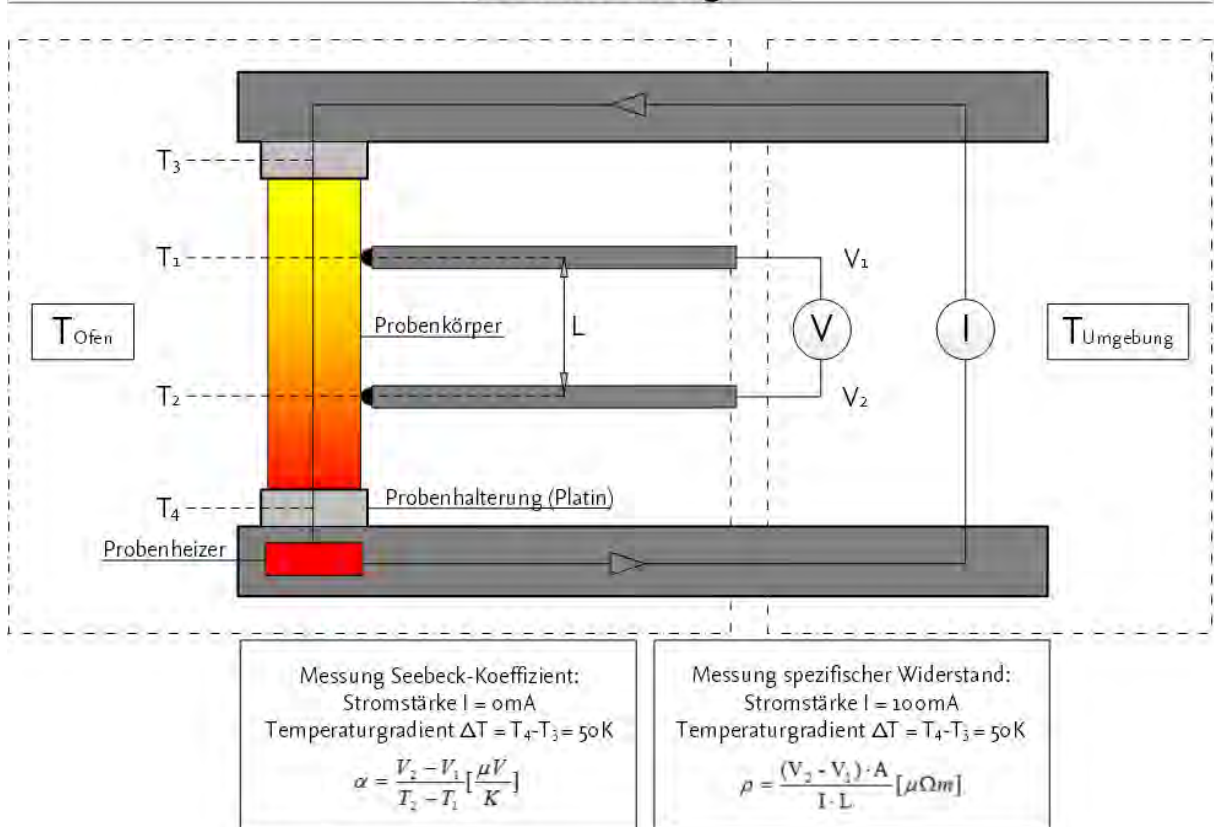 T₃
T₁
V₁
T Ofen
Probenkörper
L
V
I
T Umgebung
T₂
V₂
T₄
Probenhalterung (Platin)
Probenheizer
Messung Seebeck-Koeffizient:
Stromstärke I = 0mA
Temperaturgradient ΔT = T₄-T₃ = 50K
α = (V₂ − V₁)/(T₂ − T₁) [μV/K]
Messung spezifischer Widerstand:
Stromstärke I = 100mA
Temperaturgradient ΔT = T₄-T₃ = 50K
ρ = ((V₂ - V₁)·A)/(I·L) [μΩm]